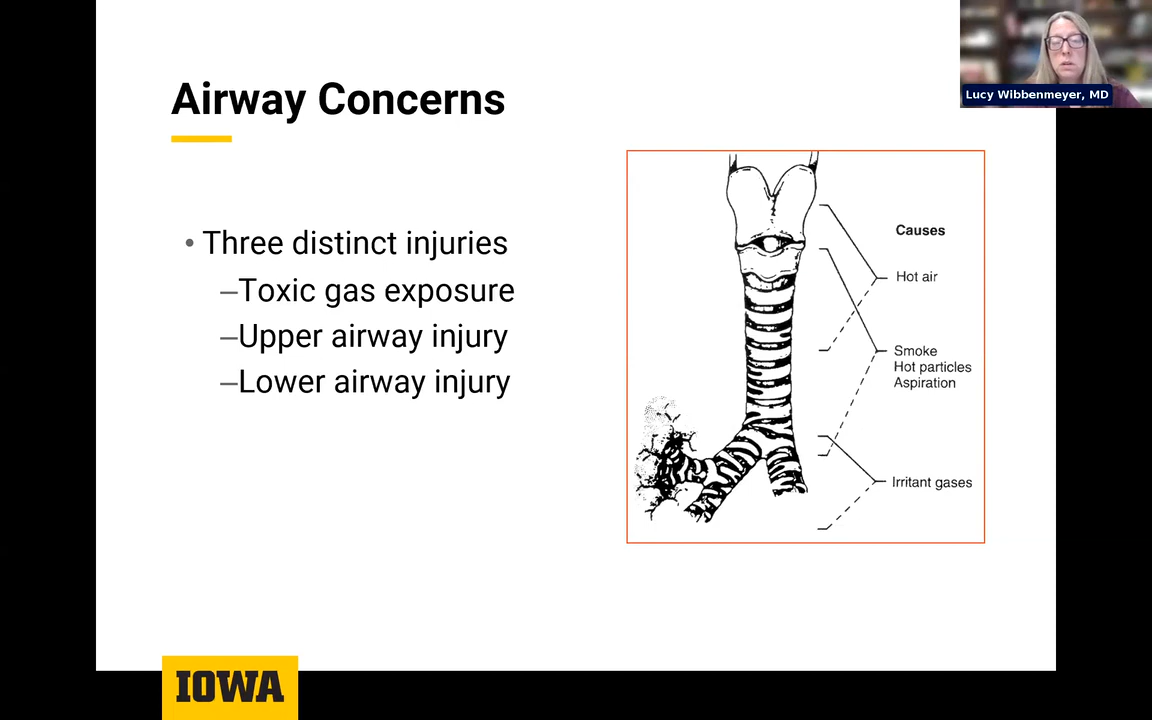 Airway Concerns
Lucy Wibbenmeyer, MD
• Three distinct injuries
–Toxic gas exposure
–Upper airway injury
–Lower airway injury
Causes
Hot air
Smoke
Hot particles
Aspiration
Irritant gases
IOWA